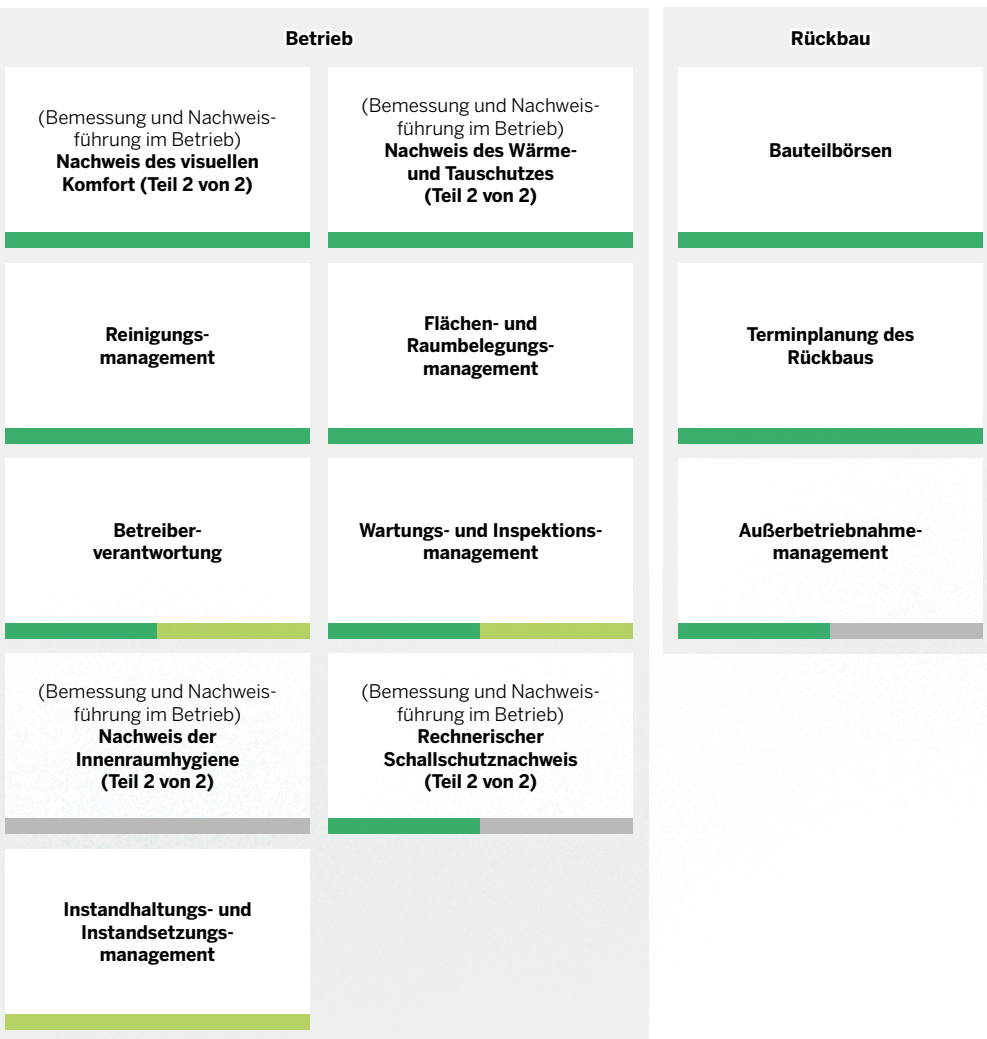 Betrieb
(Bemessung und Nachweis-
führung im Betrieb)
Nachweis des visuellen
Komfort (Teil 2 von 2)
(Bemessung und Nachweis-
führung im Betrieb)
Nachweis des Wärme-
und Tauschutzes
(Teil 2 von 2)
Reinigungs-
management
Flächen- und
Raumbelegungs-
management
Betreiber-
verantwortung
Wartungs- und Inspektions-
management
(Bemessung und Nachweis-
führung im Betrieb)
Nachweis der
Innenraumhygiene
(Teil 2 von 2)
(Bemessung und Nachweis-
führung im Betrieb)
Rechnerischer
Schallschutznachweis
(Teil 2 von 2)
Instandhaltungs- und
Instandsetzungs-
management
Rückbau
Bauteilbörsen
Terminplanung des
Rückbaus
Außerbetriebnahme-
management